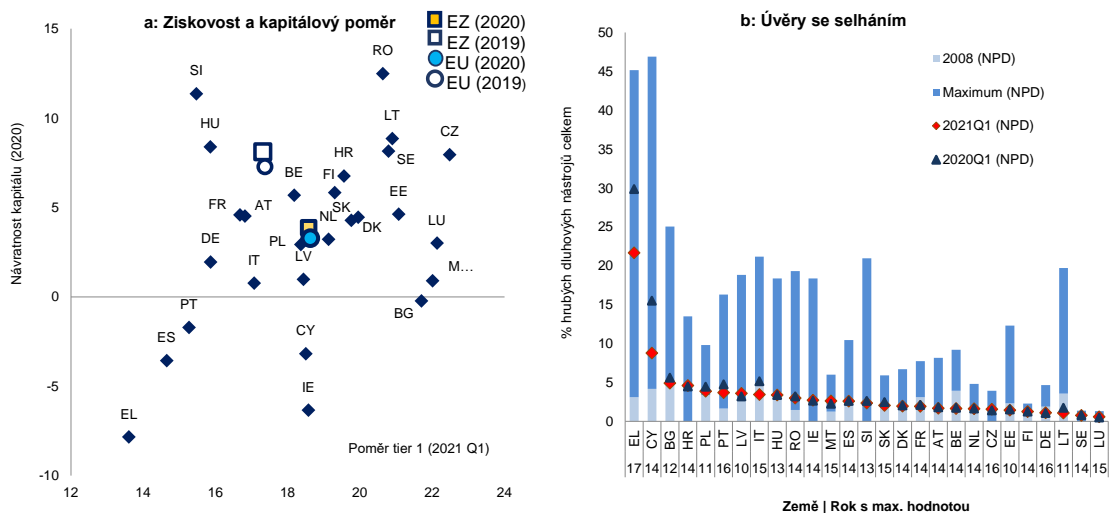 a: Ziskovost a kapitálový poměr
EZ (2020)
EZ (2019)
EU (2020)
EU (2019)
Návratnost kapitálu (2020)
15
10
5
0
-5
-10
12 14 16 18 20 22 24
RO
SI
LT
CZ
HU
SE
HR
BE
FI
EE
FR
AT
SK
DK
NL
LU
DE
PL
IT
LV
M…
BG
PT
ES
CY
IE
EL
Poměr tier 1 (2021 Q1)
b: Úvěry se selháním
% hrubých dluhových nástrojů celkem
50
45
40
35
30
25
20
15
10
5
0
2008 (NPD)
Maximum (NPD)
2021Q1 (NPD)
2020Q1 (NPD)
EL CY BG HR PL PT LV IT HU RO IE MT ES SI SK DK FR AT BE NL CZ EE FI DE LT SE LU
17 14 12 14 11 16 10 15 13 14 14 15 14 13 15 14 14 14 14 14 16 10 14 16 11 14 15
Země | Rok s max. hodnotou